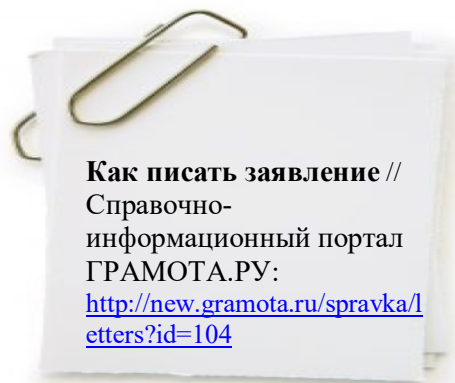 Как писать заявление //
Справочно-
информационный портал
ГРАМОТА.РУ:
http://new.gramota.ru/spravka/l
etters?id=104